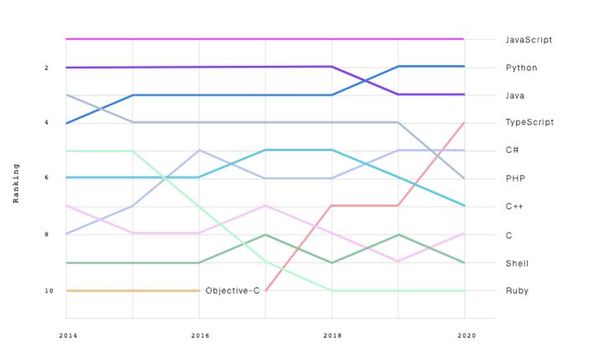 JavaScript
2
Python
Java
4
TypeScript
C#
Ranking
6
PHP
C++
8
C
Shell
10
Objective-C
Ruby
2014
2016
2018
2020